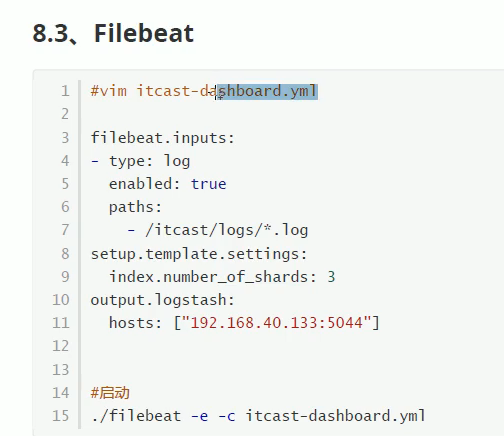 8.3、Filebeat
1 #vim itcast-dashboard.yml
2
3 filebeat.inputs:
4 - type: log
5   enabled: true
6   paths:
7     - /itcast/logs/*.log
8 setup.template.settings:
9   index.number_of_shards: 3
10 output.logstash:
11   hosts: ["192.168.40.133:5044"]
12
13
14 #启动
15 ./filebeat -e -c itcast-dashboard.yml